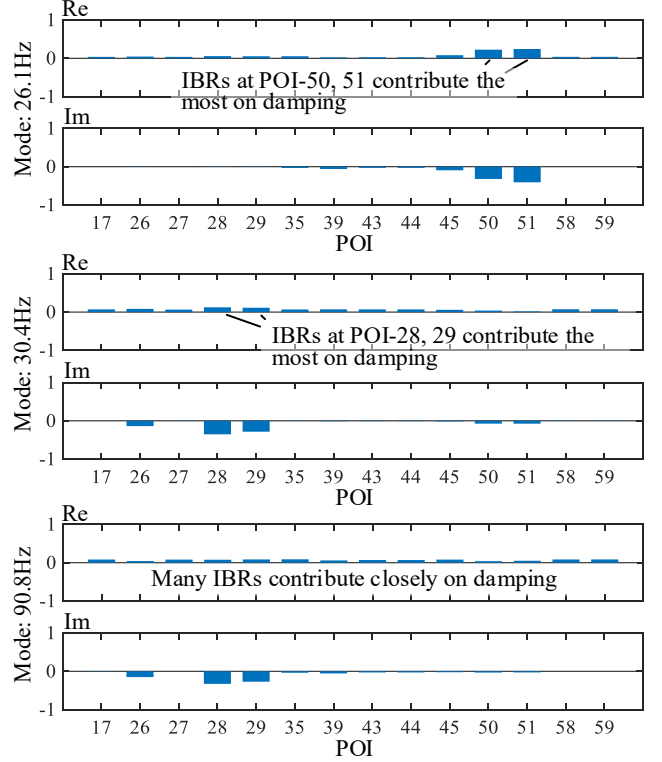 Re
1
0
-1
IBRs at POI-50, 51 contribute the
most on damping
Mode: 26.1Hz
Im
1
0
-1
17 26 27 28 29 35 39 43 44 45 50 51 58 59
POI
Re
1
0
-1
IBRs at POI-28, 29 contribute the
most on damping
Mode: 30.4Hz
Im
1
0
-1
17 26 27 28 29 35 39 43 44 45 50 51 58 59
POI
Re
1
0
-1
Many IBRs contribute closely on damping
Mode: 90.8Hz
Im
1
0
-1
17 26 27 28 29 35 39 43 44 45 50 51 58 59
POI